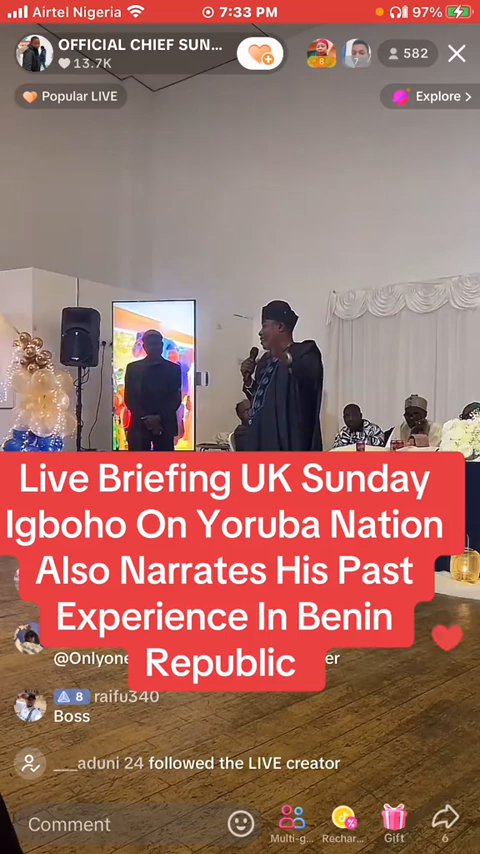 Airtel Nigeria
7:33 PM
97%
OFFICIAL CHIEF SUN...
13.7K
8
7
582
Popular LIVE
Explore >
Live Briefing UK Sunday
Igboho On Yoruba Nation
Also Narrates His Past
Experience In Benin
Republic
@Onlyone
er
8 raifu340
Boss
___aduni 24 followed the LIVE creator
Comment
Multi-g...
Rechar...
Gift
6